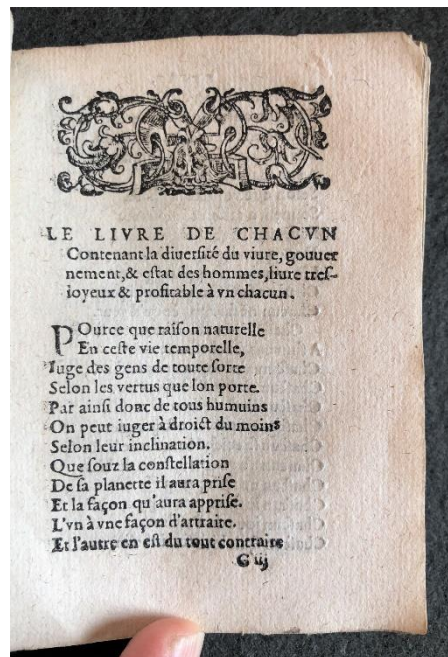 LE LIVRE DE CHACVN
Contenant la diuersité du viure, gouuer
nement, & estat des hommes, liure tres-
ioyeux & profitable à vn chacun.
POurce que raison naturelle
En ceste vie temporelle,
Iuge des gens de toute sorte
Selon les vertus que lon porte.
Par ainsi donc de tous humuins
On peut iuger à droict du moins
Selon leur inclination.
Que souz la constellation
De sa planette il aura prise
Et la façon qu'aura apprise.
L'vn à vne façon d'attraire.
Et l'autre en est du tout contraire
G iij